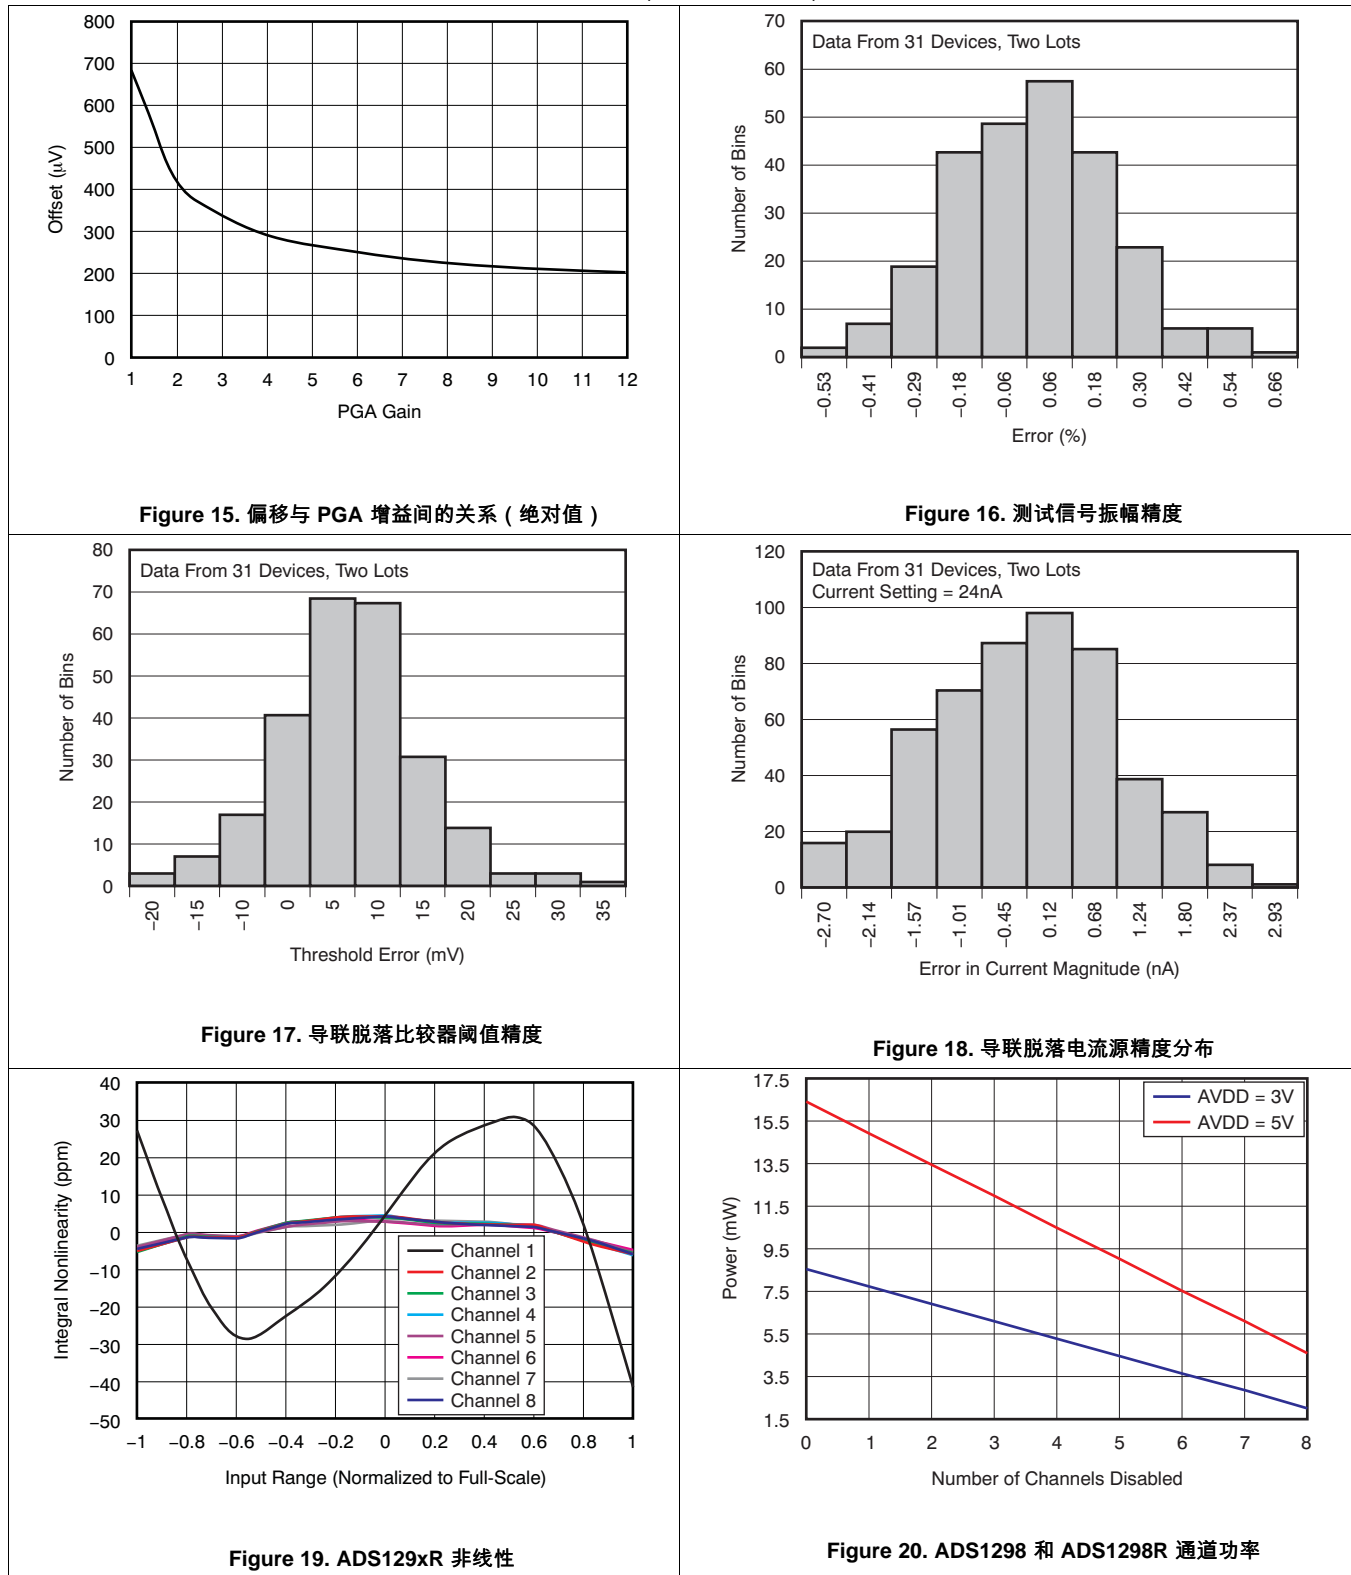 800
700
600
500
400
300
200
100
0
Offset (µV)
1 2 3 4 5 6 7 8 9 10 11 12
PGA Gain
Figure 15. 偏移与 PGA 增益间的关系 ( 绝对值 )
70
60
50
40
30
20
10
0
Number of Bins
Data From 31 Devices, Two Lots
−0.53 −0.41 −0.29 −0.18 −0.06 0.06 0.18 0.30 0.42 0.54 0.66
Error (%)
Figure 16. 测试信号振幅精度
80
70
60
50
40
30
20
10
0
Number of Bins
Data From 31 Devices, Two Lots
−20 −15 −10 0 5 10 15 20 25 30 35
Threshold Error (mV)
Figure 17. 导联脱落比较器阈值精度
120
100
80
60
40
20
0
Number of Bins
Data From 31 Devices, Two Lots
Current Setting = 24nA
−2.70 −2.14 −1.57 −1.01 −0.45 0.12 0.68 1.24 1.80 2.37 2.93
Error in Current Magnitude (nA)
Figure 18. 导联脱落电流源精度分布
40
30
20
10
0
−10
−20
−30
−40
−50
Integral Nonlinearity (ppm)
Channel 1
Channel 2
Channel 3
Channel 4
Channel 5
Channel 6
Channel 7
Channel 8
−1 −0.8 −0.6 −0.4 −0.2 0 0.2 0.4 0.6 0.8 1
Input Range (Normalized to Full-Scale)
Figure 19. ADS129xR 非线性
17.5
15.5
13.5
11.5
9.5
7.5
5.5
3.5
1.5
Power (mW)
AVDD = 3V
AVDD = 5V
0 1 2 3 4 5 6 7 8
Number of Channels Disabled
Figure 20. ADS1298 和 ADS1298R 通道功率